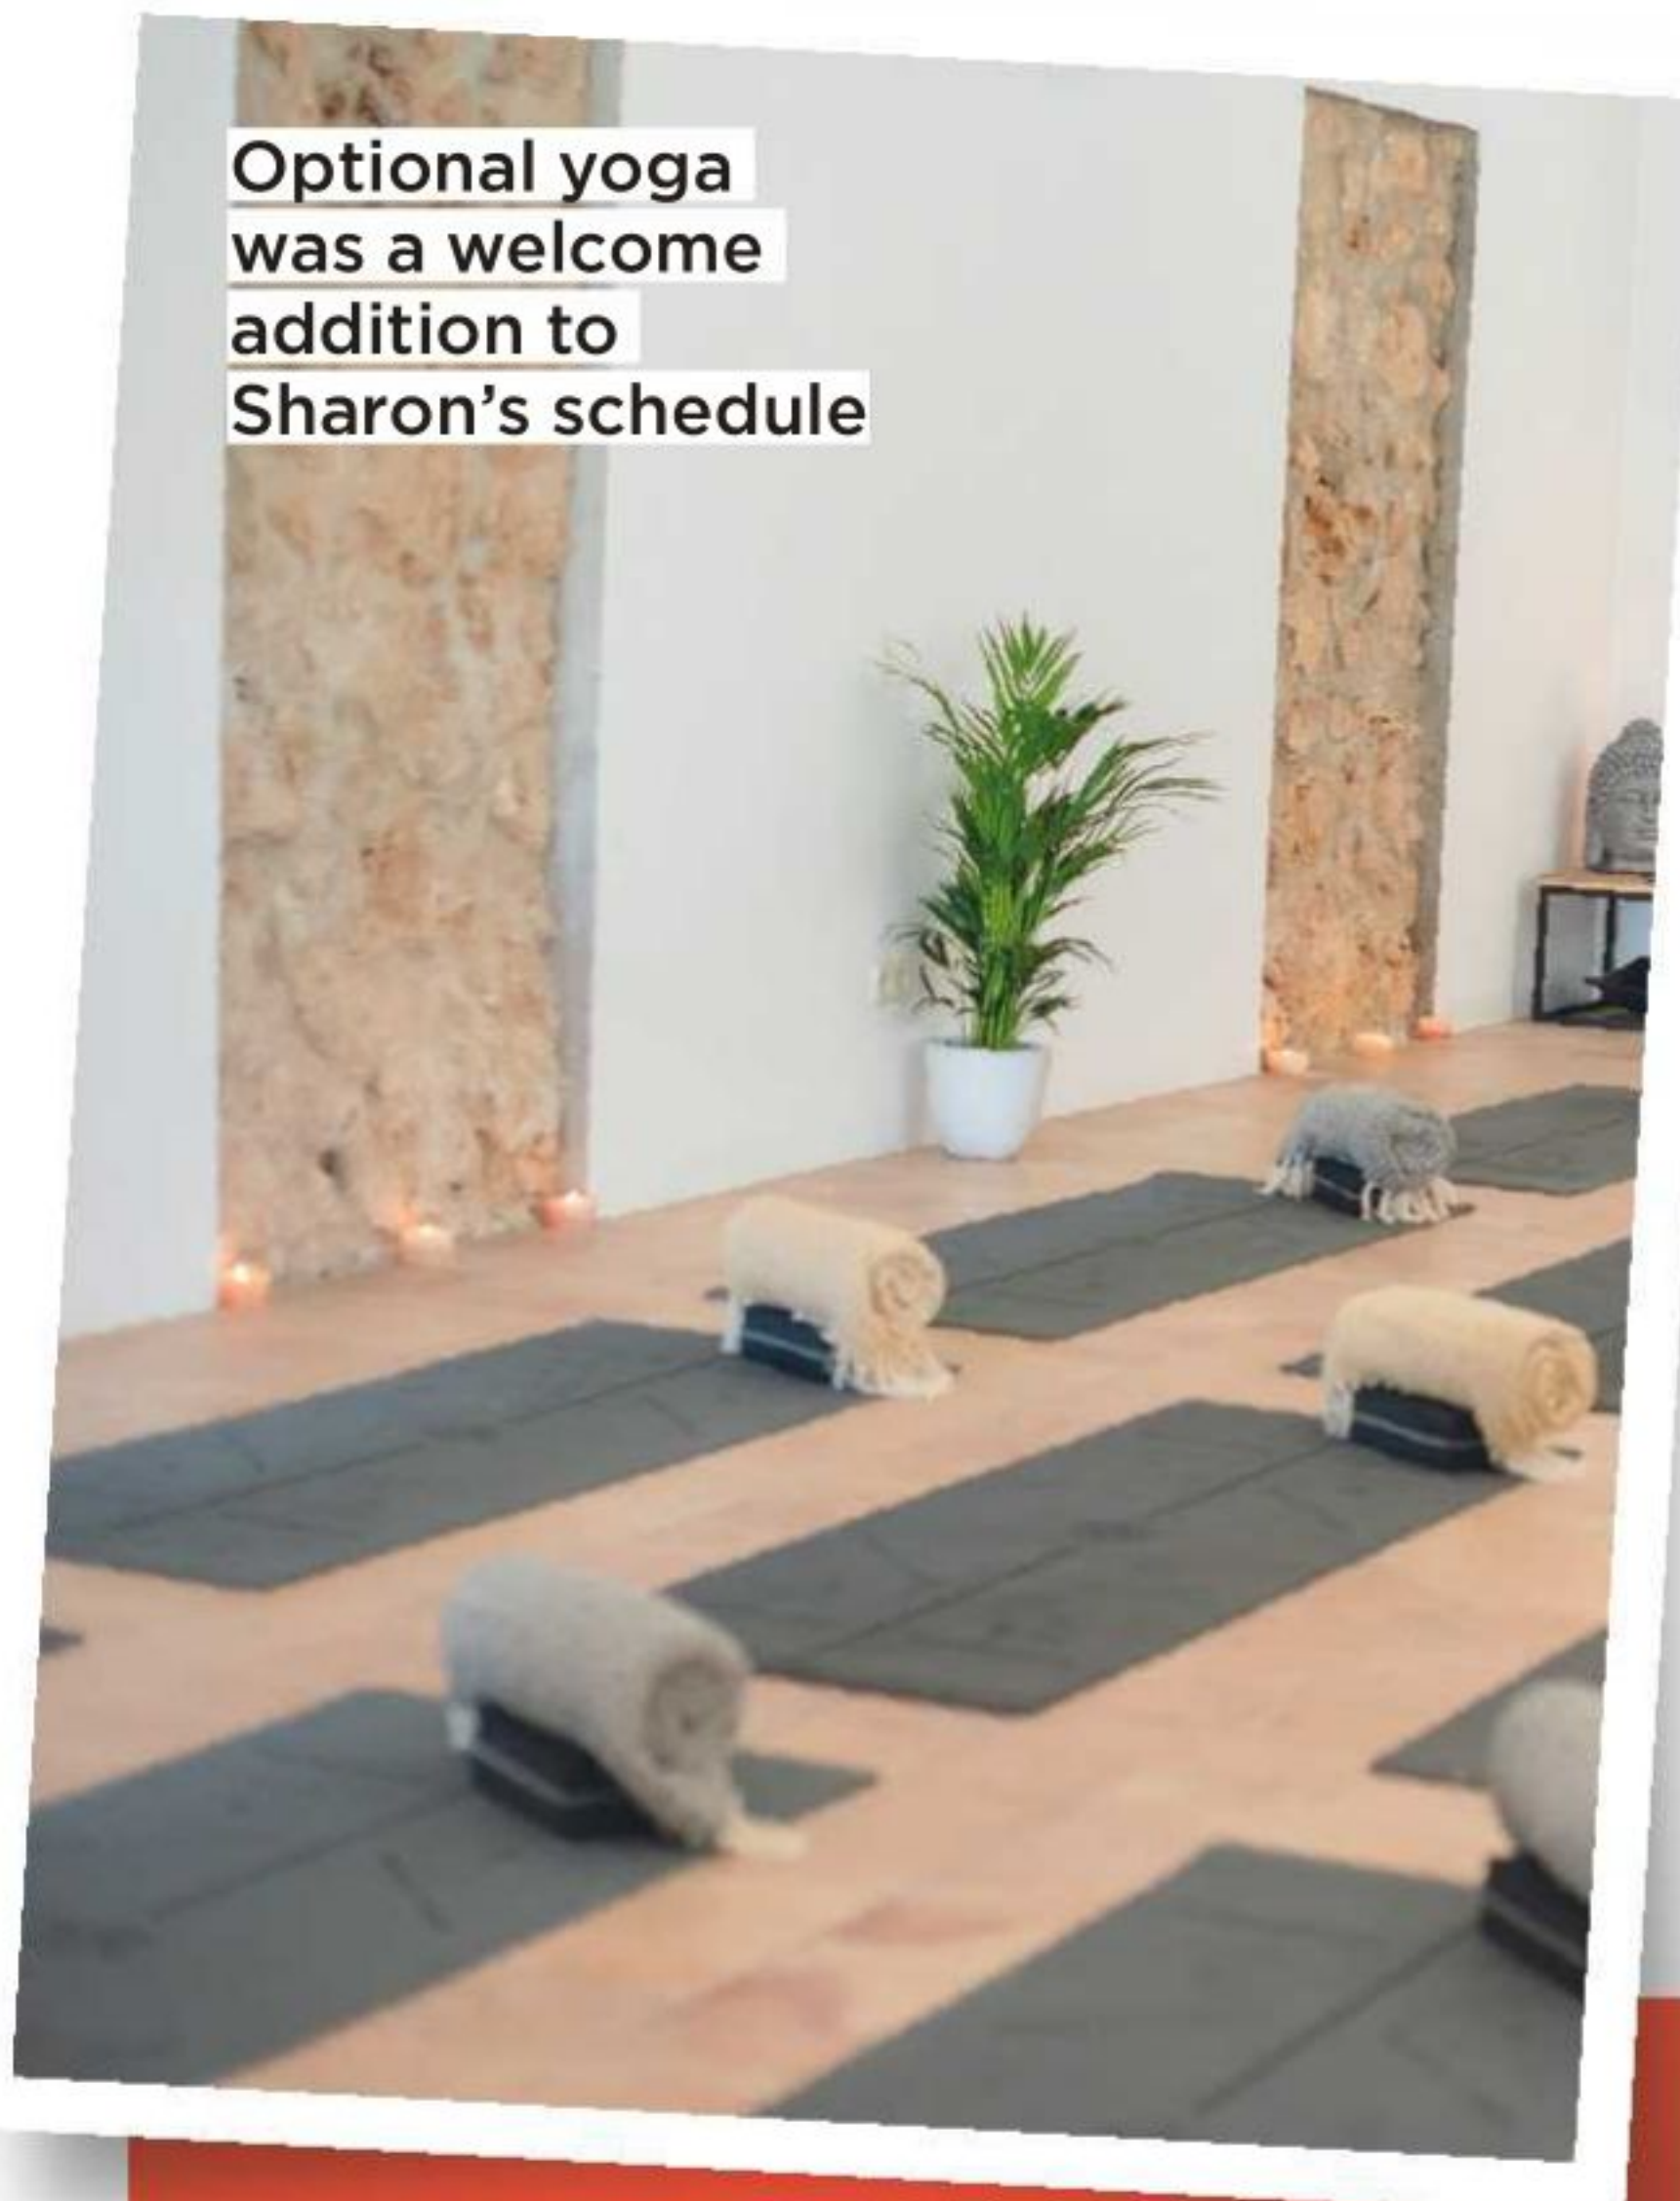 Optional yoga
was a welcome
addition to
Sharon’s schedule